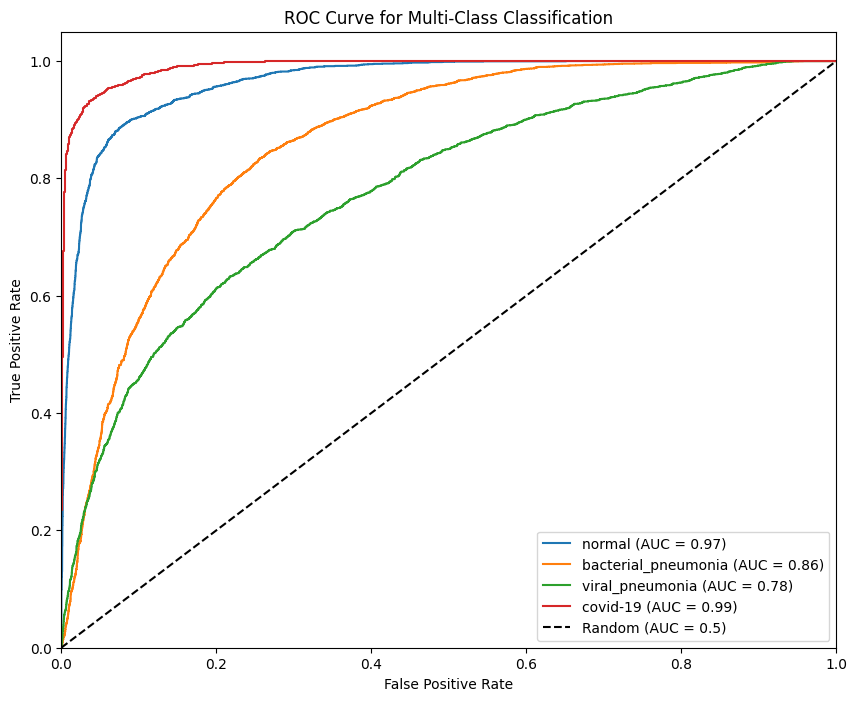 ROC Curve for Multi-Class Classification
True Positive Rate
1.0
0.8
0.6
0.4
0.2
0.0
0.0 0.2 0.4 0.6 0.8 1.0
False Positive Rate
normal (AUC = 0.97)
bacterial_pneumonia (AUC = 0.86)
viral_pneumonia (AUC = 0.78)
covid-19 (AUC = 0.99)
Random (AUC = 0.5)